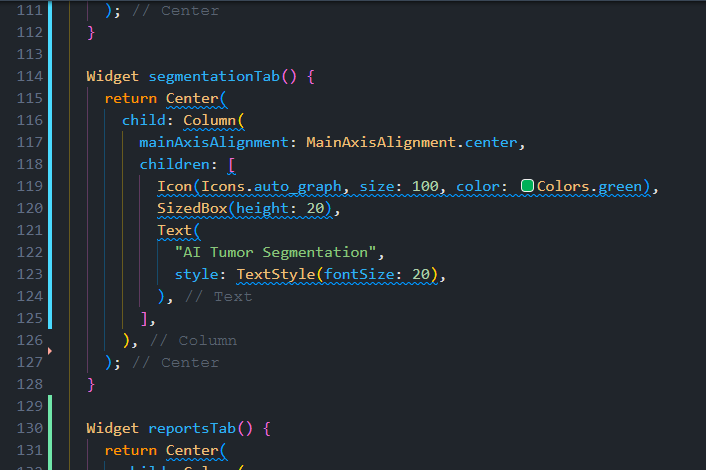 111 ); // Center
112 }
113
114 Widget segmentationTab() {
115 return Center(
116 child: Column(
117 mainAxisAlignment: MainAxisAlignment.center,
118 children: [
119 Icon(Icons.auto_graph, size: 100, color: Colors.green),
120 SizedBox(height: 20),
121 Text(
122 "AI Tumor Segmentation",
123 style: TextStyle(fontSize: 20),
124 ), // Text
125 ],
126 ), // Column
127 ); // Center
128 }
129
130 Widget reportsTab() {
131 return Center(